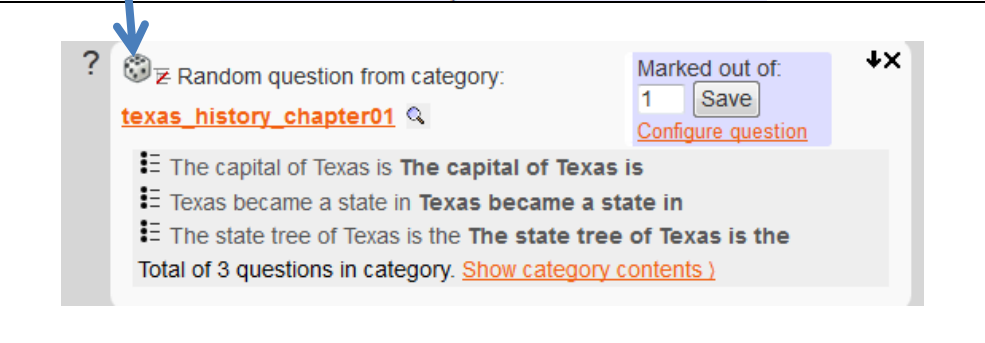 ? Random question from category:
Marked out of:
texas_history_chapter01
1 Save
Configure question
The capital of Texas is The capital of Texas is
Texas became a state in Texas became a state in
The state tree of Texas is the The state tree of Texas is the
Total of 3 questions in category. Show category contents ⟩